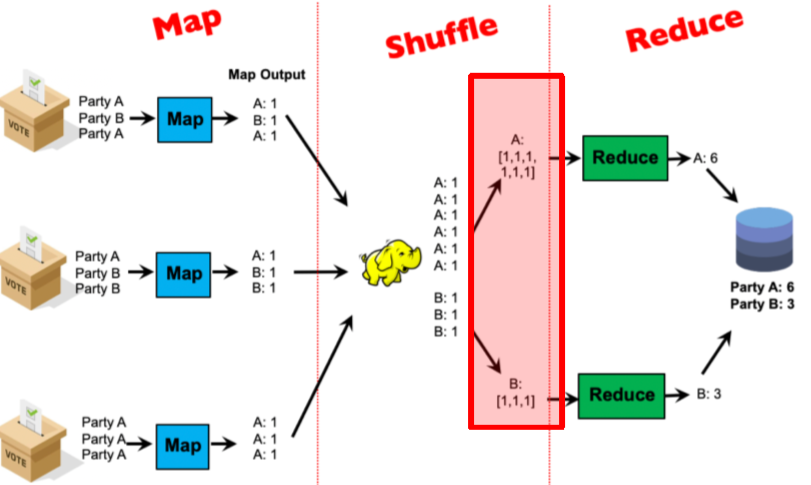 Map
Shuffle
Reduce
Map Output
VOTE
Party A
Party B
Party A
Map
A: 1
B: 1
A: 1
VOTE
Party A
Party B
Party B
Map
A: 1
B: 1
B: 1
VOTE
Party A
Party A
Party A
Map
A: 1
A: 1
A: 1
A: 1
A: 1
A: 1
A: 1
A: 1
A: 1
B: 1
B: 1
B: 1
A:
[1,1,1,
1,1,1]
B:
[1,1,1]
Reduce
A: 6
Reduce
B: 3
Party A: 6
Party B: 3